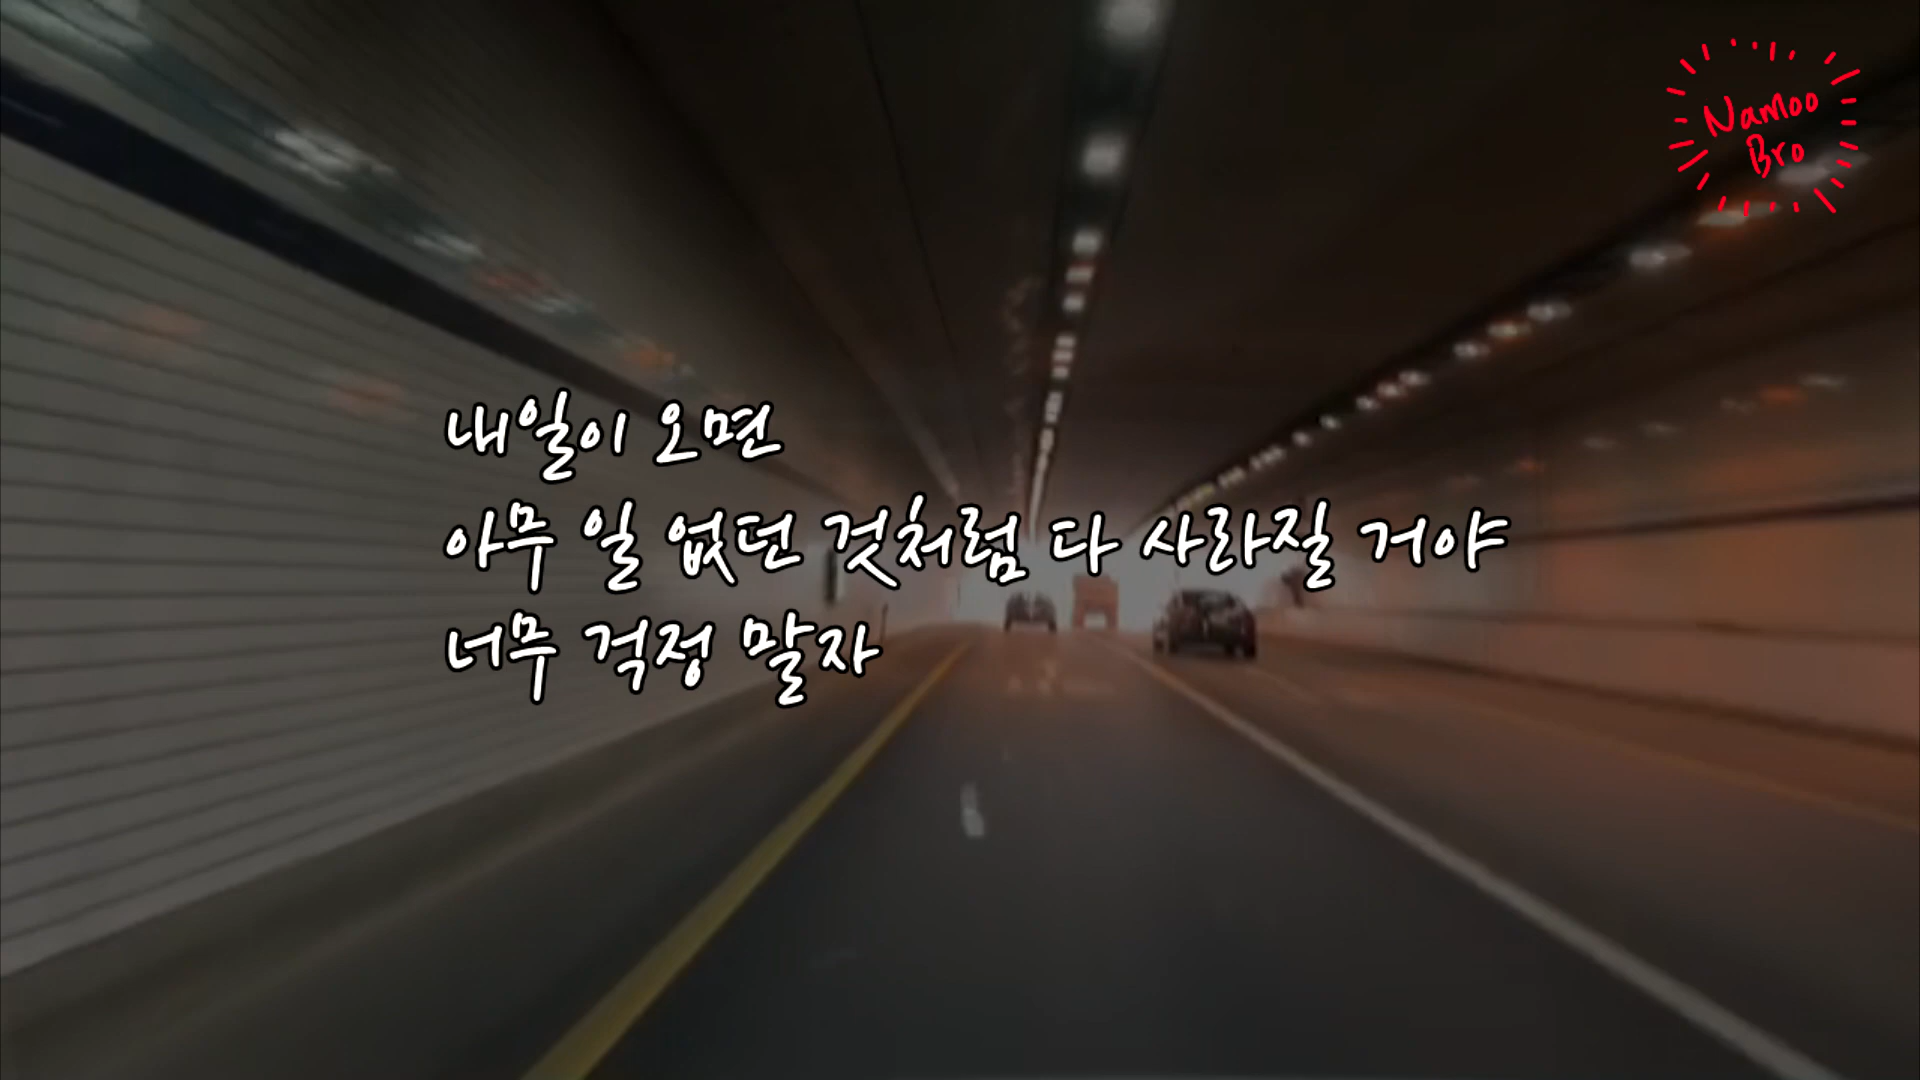 Namoo
Bro
내일이 오면
아무 일 없던 것처럼 다 사라질 거야
너무 걱정 말자